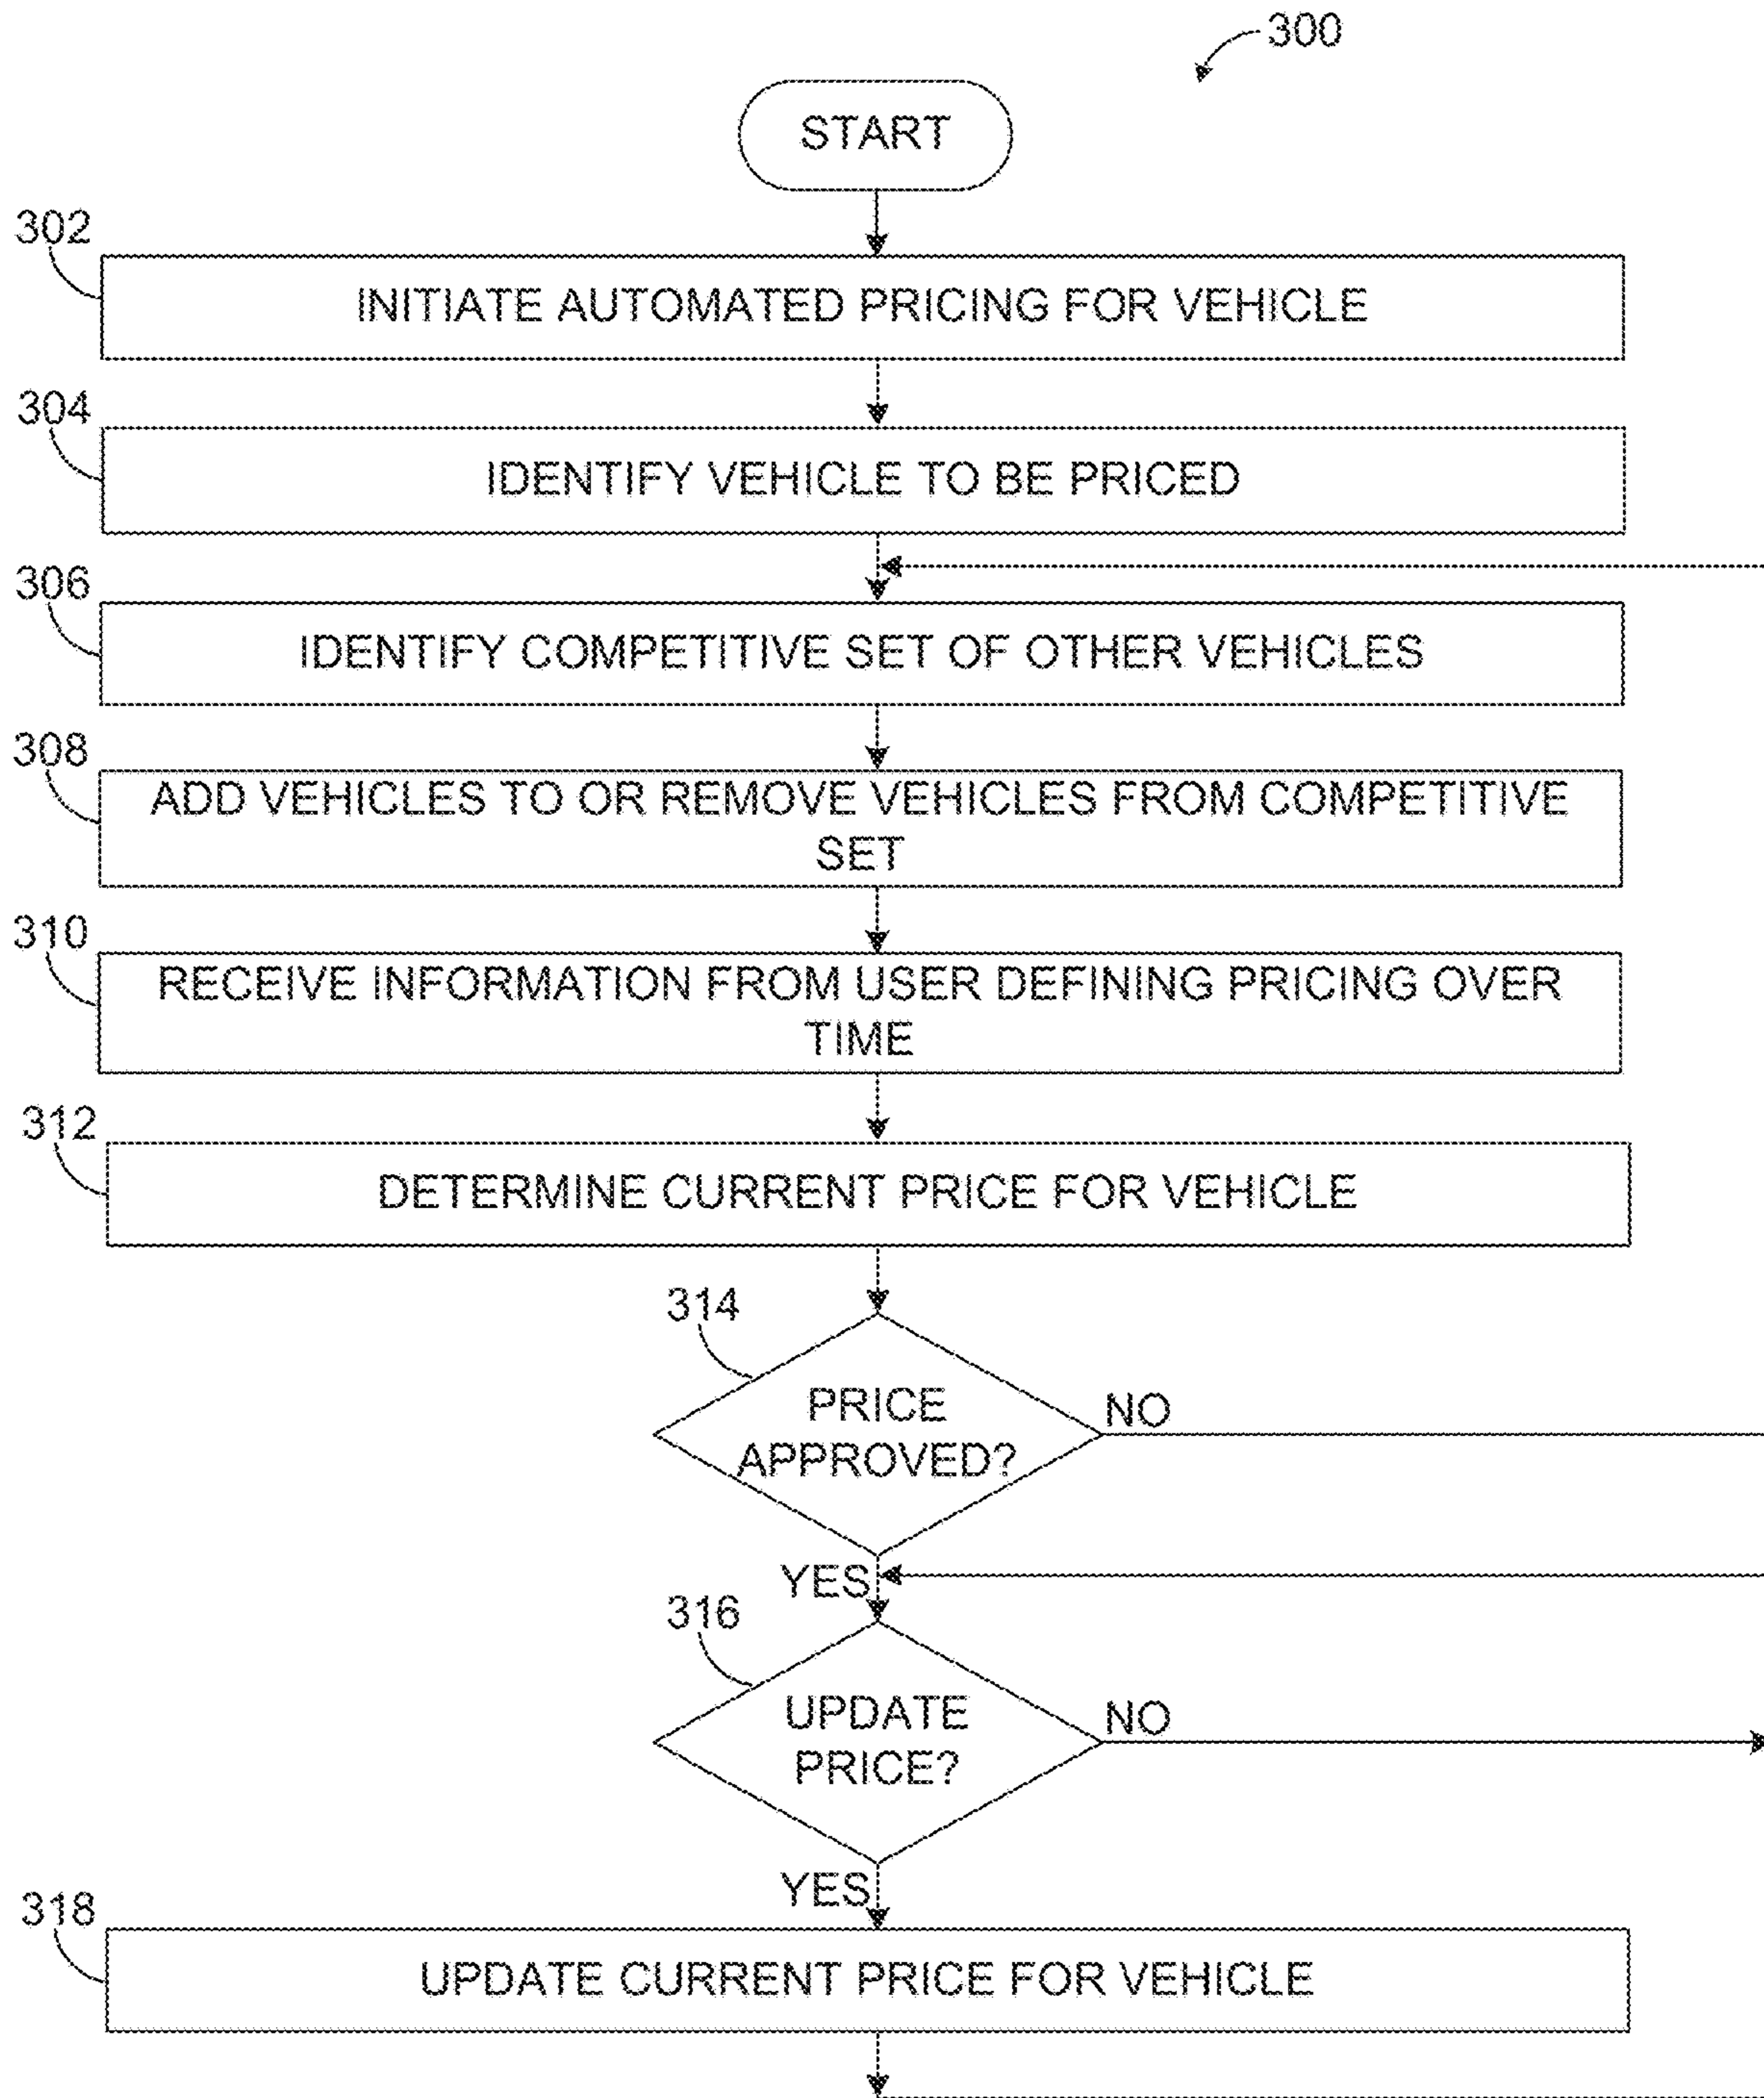 300
START
302
INITIATE AUTOMATED PRICING FOR VEHICLE
304
IDENTIFY VEHICLE TO BE PRICED
306
IDENTIFY COMPETITIVE SET OF OTHER VEHICLES
308
ADD VEHICLES TO OR REMOVE VEHICLES FROM COMPETITIVE
SET
310
RECEIVE INFORMATION FROM USER DEFINING PRICING OVER
TIME
312
DETERMINE CURRENT PRICE FOR VEHICLE
314
PRICE
APPROVED?
NO
YES
316
UPDATE
PRICE?
NO
YES
318
UPDATE CURRENT PRICE FOR VEHICLE